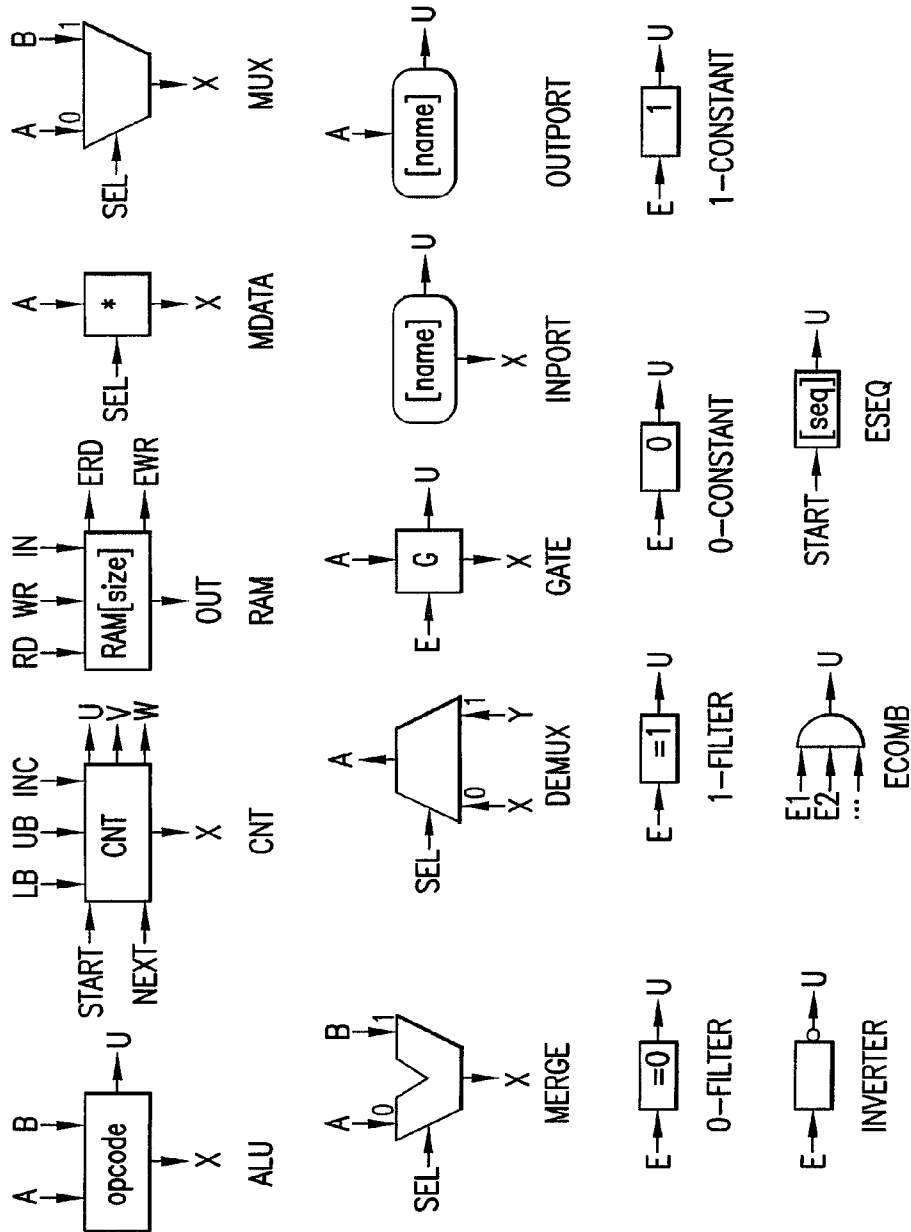 A B
opcode U
X
ALU
LB UB INC
START CNT U
V
NEXT W
X
CNT
RD WR IN
RAM[size] ERD
EWR
OUT
RAM
A
SEL *
X
MDATA
A B
0 1
SEL
X
MUX
A B
0 1
SEL
X
MERGE
A
SEL
0 1
X Y
DEMUX
A
E G U
X
GATE
[name] U
X
INPORT
A
[name] U
OUTPORT
E =0 U
0-FILTER
E =1 U
1-FILTER
E 0 U
0-CONSTANT
E 1 U
1-CONSTANT
E U
INVERTER
E1
E2 U
...
ECOMB
START [seq] U
ESEQ